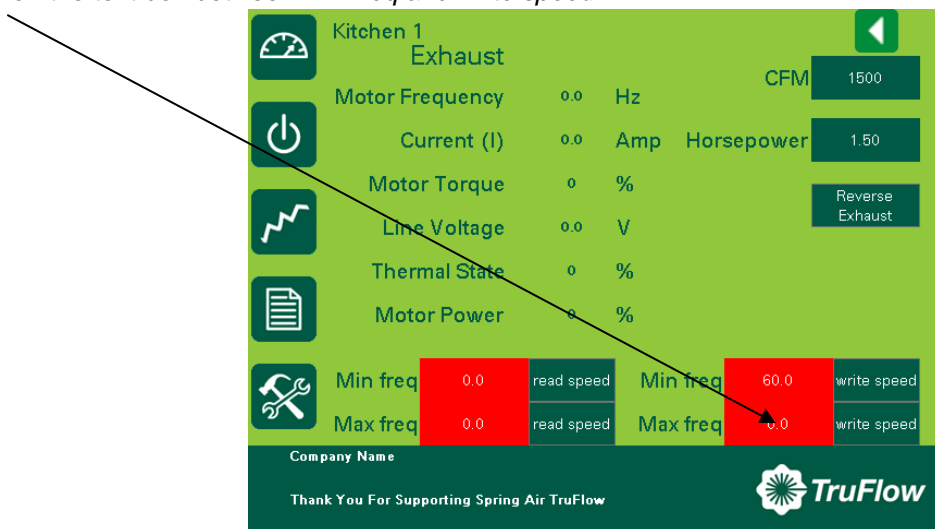 Kitchen 1
Exhaust
CFM 1500
Motor Frequency 0.0 Hz
Current (I) 0.0 Amp Horsepower 1.50
Motor Torque 0 %
Reverse
Exhaust
Line Voltage 0.0 V
Thermal State 0 %
Motor Power 0 %
Min freq 0.0 read speed Min freq 60.0 write speed
Max freq 0.0 read speed Max freq 0.0 write speed
Company Name
Thank You For Supporting Spring Air TruFlow
TruFlow